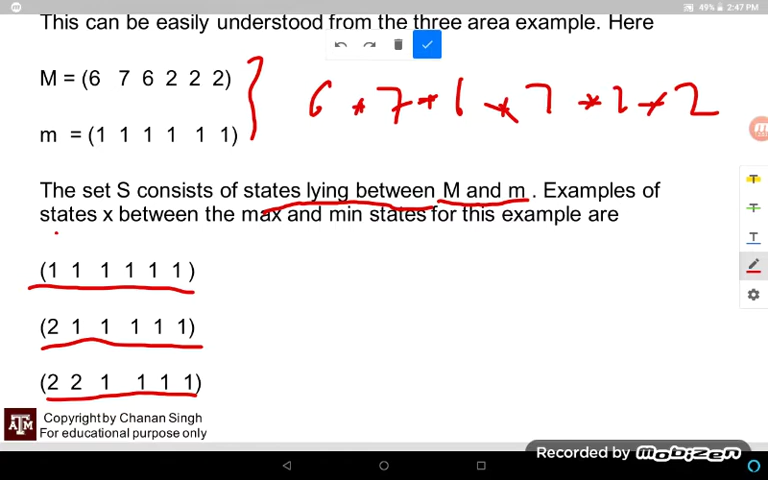 49% 2:47 PM
This can be easily understood from the three area example. Here
M = (6 7 6 2 2 2)
6 * 7 * 6 * 7 * 2 * 2
m = (1 1 1 1 1 1)
The set S consists of states lying between M and m . Examples of
states x between the max and min states for this example are
(1 1 1 1 1 1)
(2 1 1 1 1 1)
(2 2 1 1 1 1)
ATM Copyright by Chanan Singh
For educational purpose only
Recorded by mobizen